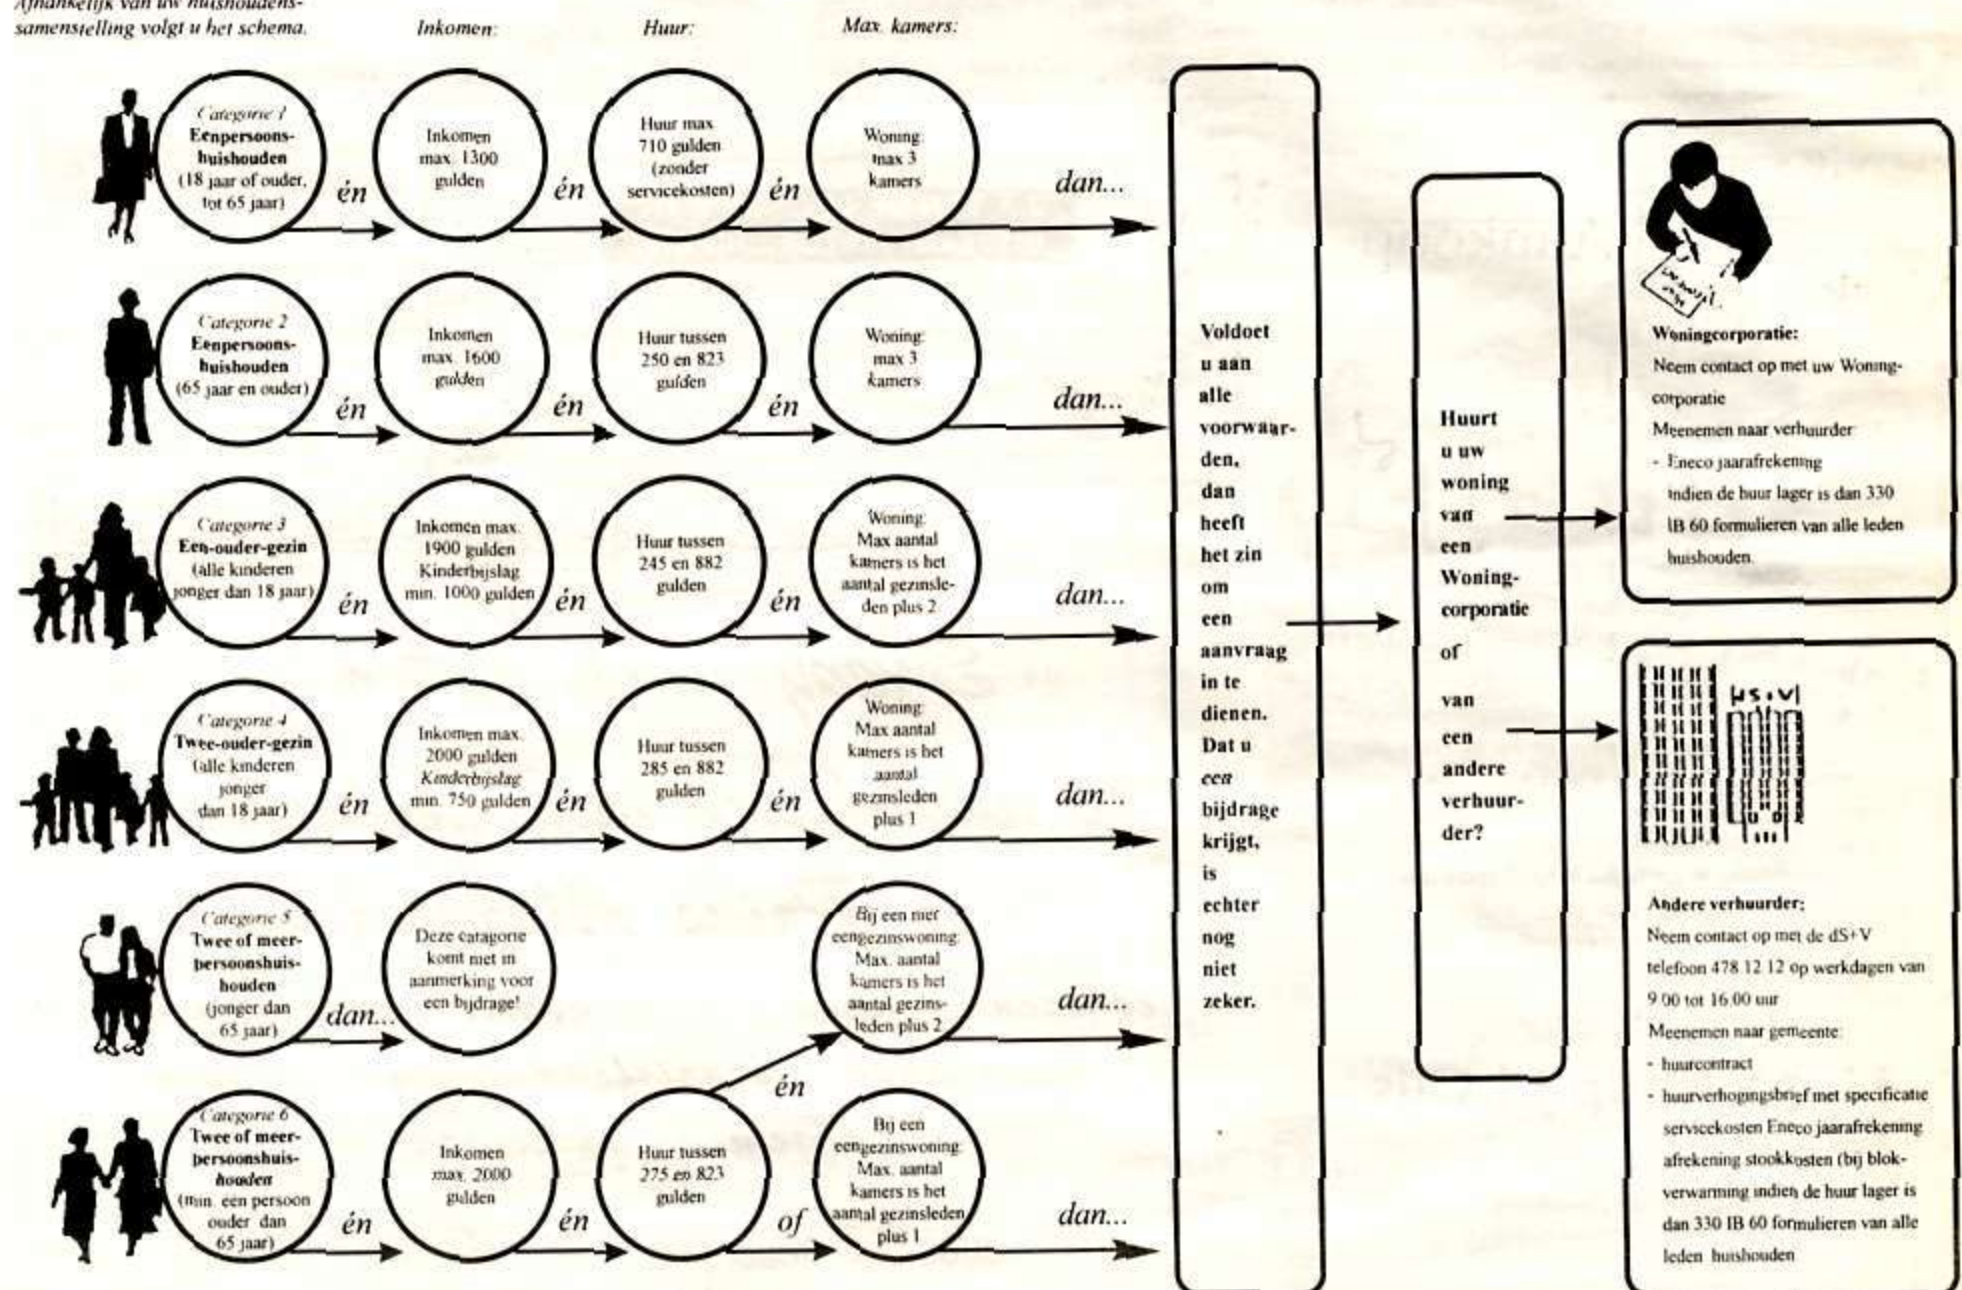 Afhankelijk van uw huishoudens-
samenstelling volgt u het schema.
Inkomen:
Huur:
Max. kamers:
Categorie 1
Eenpersoons-
huishouden
(18 jaar of ouder,
tot 65 jaar)
én
Inkomen
max. 1300
gulden
én
Huur max
710 gulden
(zonder
servicekosten)
én
Woning:
max 3
kamers
dan...
Categorie 2
Eenpersoons-
huishouden
(65 jaar en ouder)
én
Inkomen
max. 1600
gulden
én
Huur tussen
250 en 823
gulden
én
Woning:
max 3
kamers
dan...
Categorie 3
Een-ouder-gezin
(alle kinderen
jonger dan 18 jaar)
én
Inkomen max.
1900 gulden
Kinderbijslag
min. 1000 gulden
én
Huur tussen
245 en 882
gulden
én
Woning:
Max aantal
kamers is het
aantal gezinsle-
den plus 2
dan...
Categorie 4
Twee-ouder-gezin
(alle kinderen
jonger
dan 18 jaar)
én
Inkomen max.
2000 gulden
Kinderbijslag
min. 750 gulden
én
Huur tussen
285 en 882
gulden
én
Woning:
Max aantal
kamers is het
aantal
gezinsleden
plus 1
dan...
Categorie 5
Twee of meer-
persoonshuis-
houden
(jonger dan
65 jaar)
dan...
Deze catagorie
komt niet in
aanmerking voor
een bijdrage!
Categorie 6
Twee of meer-
persoonshuis-
houden
(min. een persoon
ouder dan
65 jaar)
én
Inkomen
max. 2000
gulden
én
Huur tussen
275 en 823
gulden
én
Bij een niet
eengezinswoning:
Max. aantal
kamers is het
aantal gezins-
leden plus 2
dan...
of
Bij een
eengezinswoning:
Max. aantal
kamers is het
aantal gezinsleden
plus 1
dan...
Voldoet
u aan
alle
voorwaar-
den,
dan
heeft
het zin
om
een
aanvraag
in te
dienen.
Dat u
een
bijdrage
krijgt,
is
echter
nog
niet
zeker.
Huurt
u uw
woning
van
een
Woning-
corporatie
of
van
een
andere
verhuur-
der?
Woningcorporatie:
Neem contact op met uw Woning-
corporatie
Meenemen naar verhuurder:
- Eneco jaarafrekening
indien de huur lager is dan 330
IB 60 formulieren van alle leden
huishouden.
dS+V
Andere verhuurder:
Neem contact op met de dS+V
telefoon 478 12 12 op werkdagen van
9.00 tot 16.00 uur
Meenemen naar gemeente:
- huurcontract
- huurverhogingsbrief met specificatie
servicekosten Eneco jaarafrekening
afrekening stookkosten (bij blok-
verwarming indien de huur lager is
dan 330 IB 60 formulieren van alle
leden huishouden